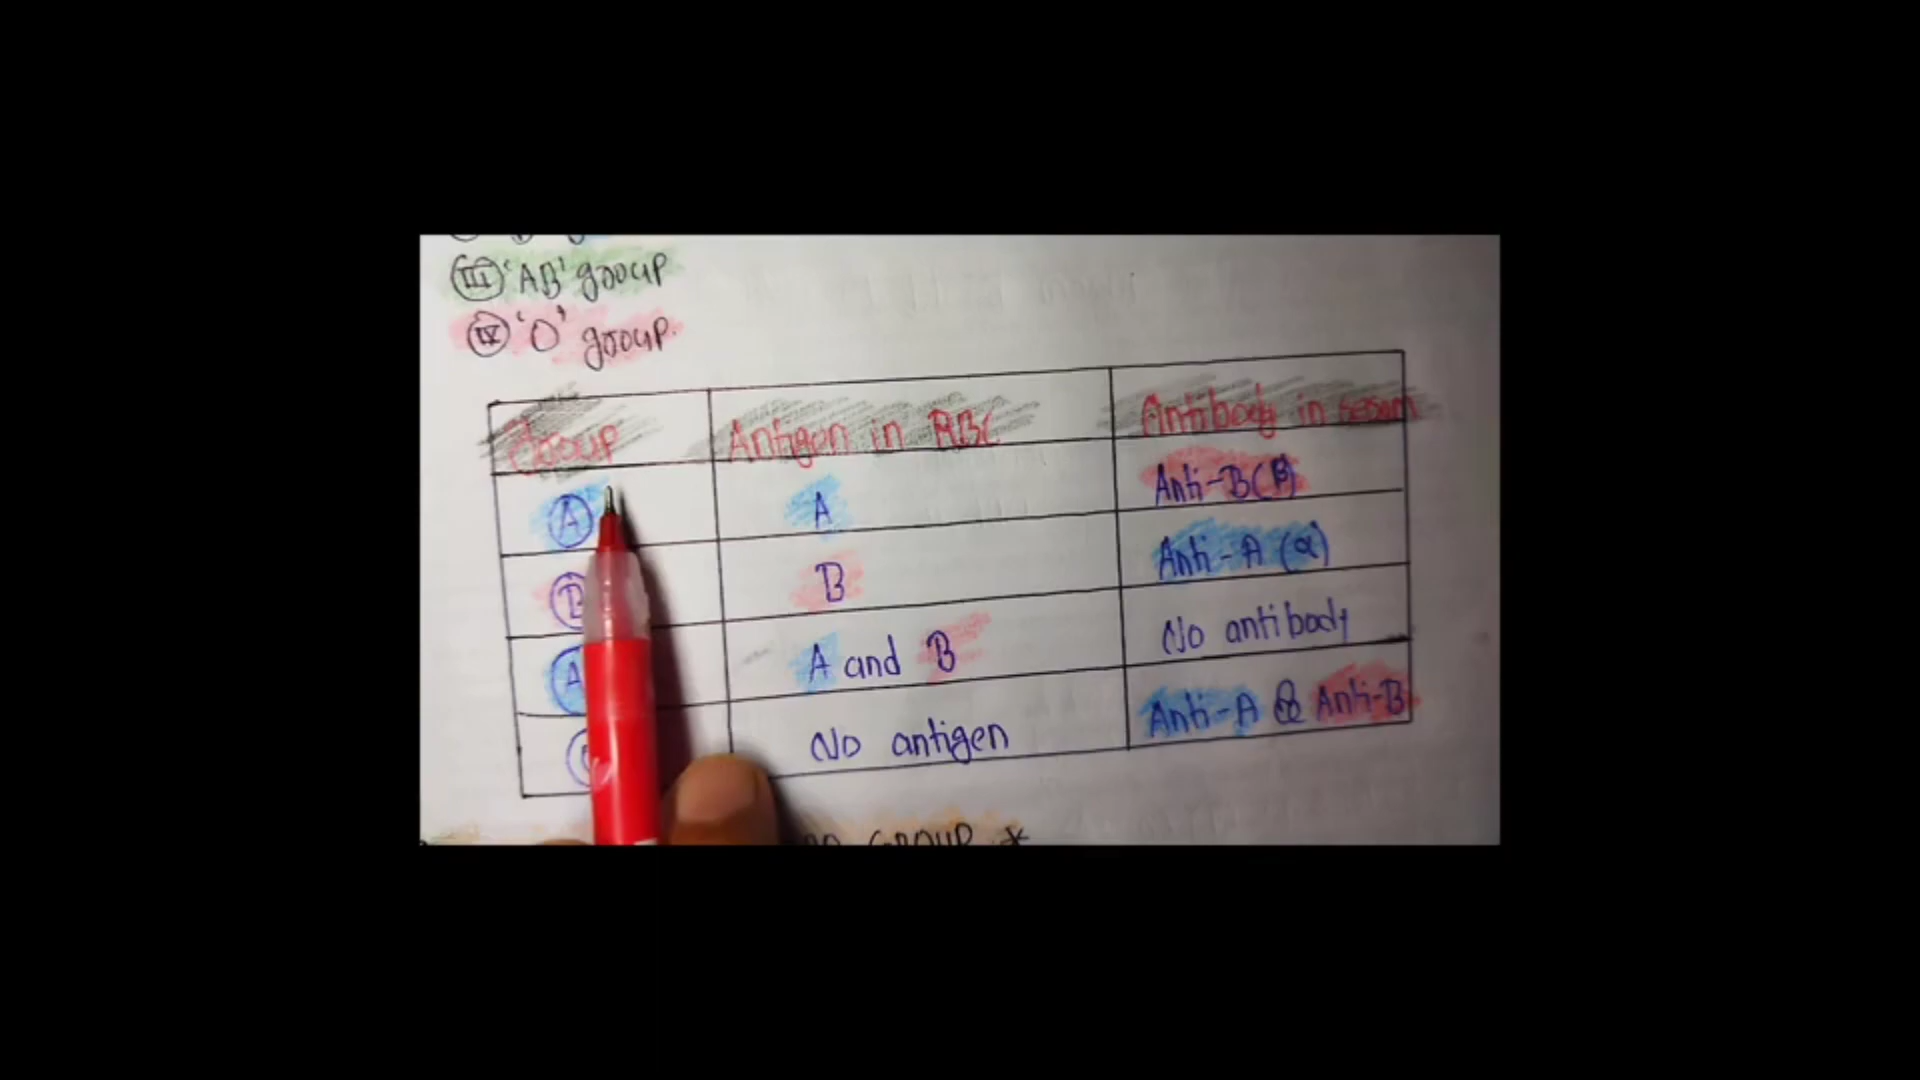 III 'AB' group
IV 'O' group.
Group Antigen in RBC Antibody in serum
A A Anti-B(β)
B B Anti-A (α)
A A and B No antibody
No antigen Anti-A & Anti-B
GROUP *